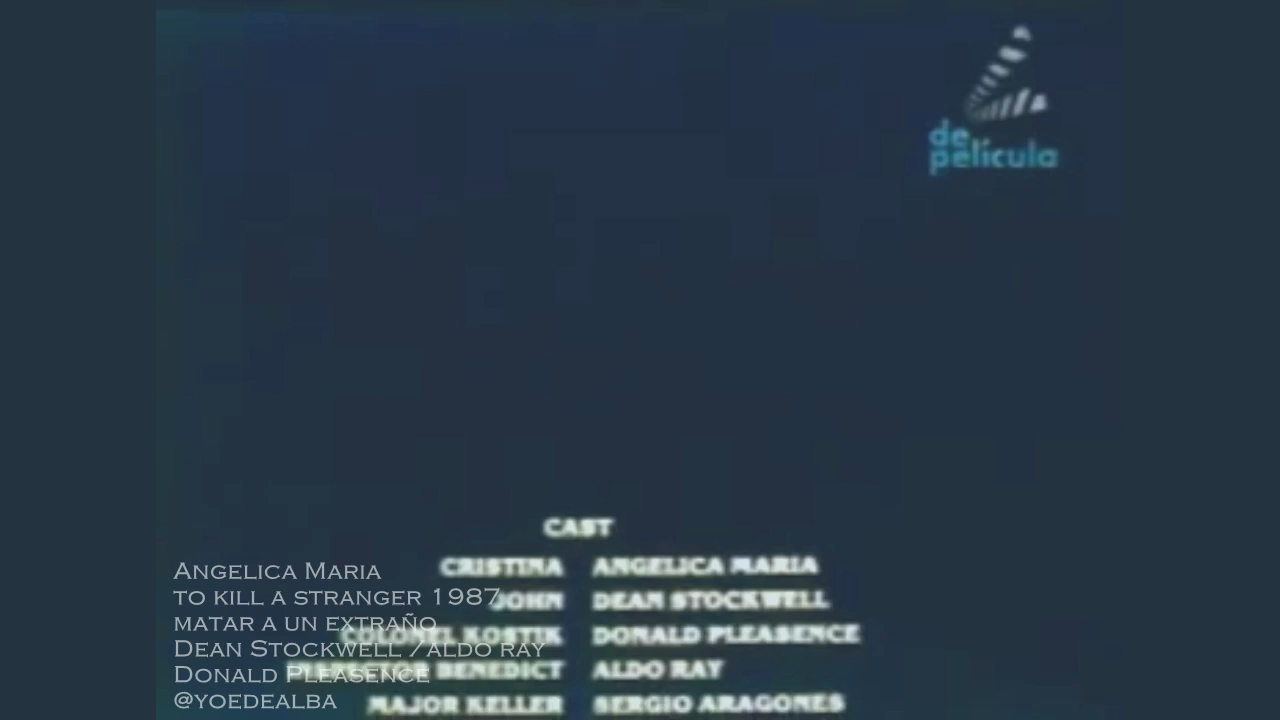 de
película
CAST
CRISTINA ANGELICA MARIA
JOHN DEAN STOCKWELL
COLONEL KOSTIK DONALD PLEASENCE
INSPECTOR BENEDICT ALDO RAY
MAJOR KELLER SERGIO ARAGONES
Angelica Maria
to kill a stranger 1987
matar a un extraño
Dean Stockwell /aldo ray
Donald Pleasence
@yoedealba